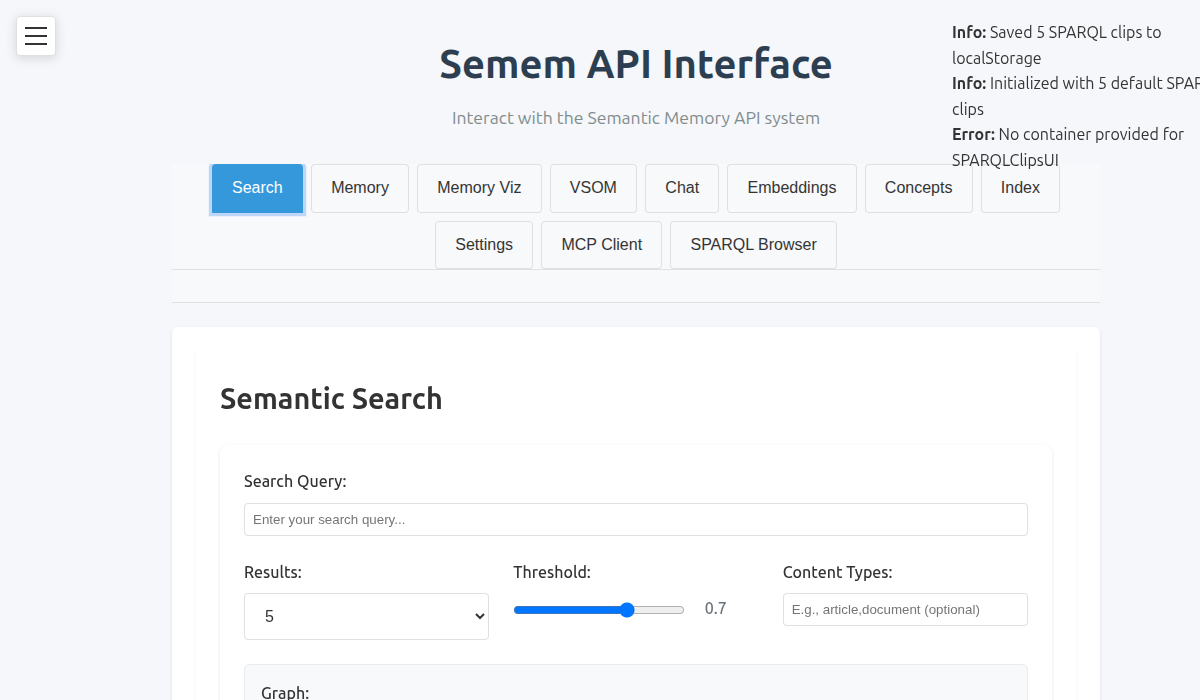 Semem API Interface
Interact with the Semantic Memory API system
Info: Saved 5 SPARQL clips to
localStorage
Info: Initialized with 5 default SPAR
clips
Error: No container provided for
SPARQLClipsUI
Search Memory Memory Viz VSOM Chat Embeddings Concepts Index
Settings MCP Client SPARQL Browser
Semantic Search
Search Query:
Enter your search query...
Results: Threshold: Content Types:
5 0.7 E.g., article,document (optional)
Graph: